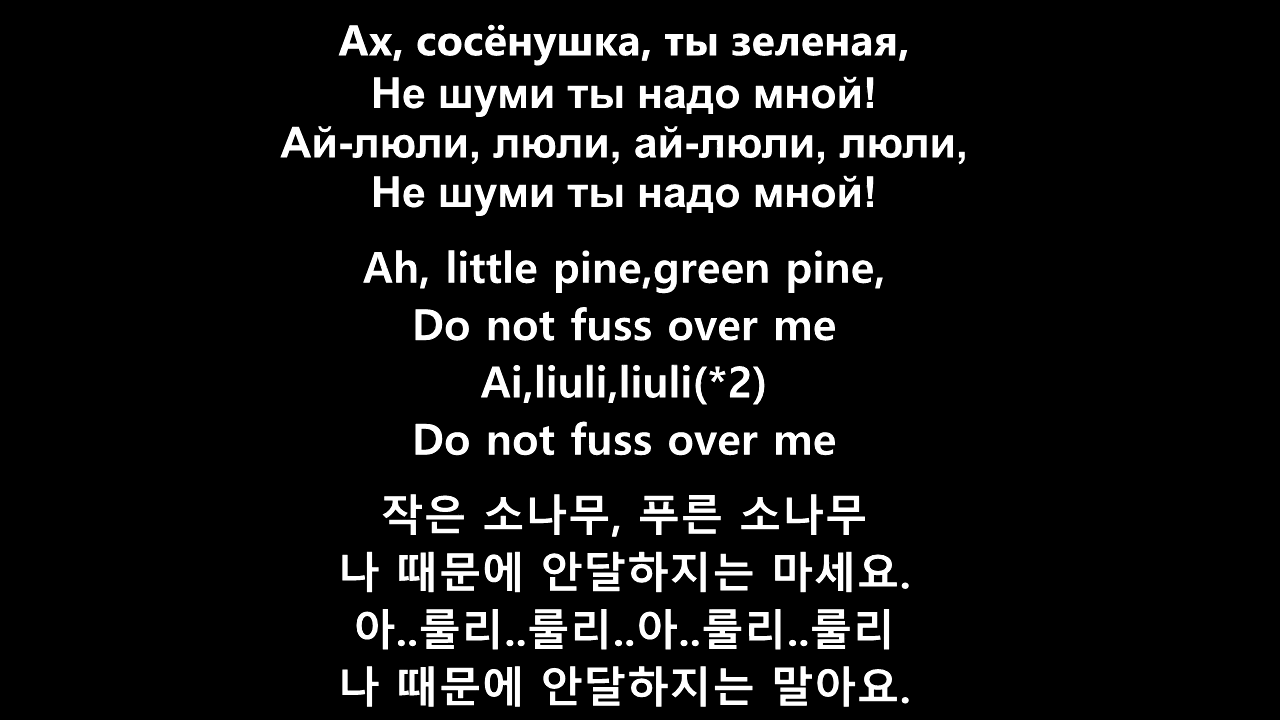 Ах, сосёнушка, ты зеленая,
Не шуми ты надо мной!
Ай-люли, люли, ай-люли, люли,
Не шуми ты надо мной!
Ah, little pine,green pine,
Do not fuss over me
Ai,liuli,liuli(*2)
Do not fuss over me
작은 소나무, 푸른 소나무
나 때문에 안달하지는 마세요.
아..룰리..룰리..아..룰리..룰리
나 때문에 안달하지는 말아요.